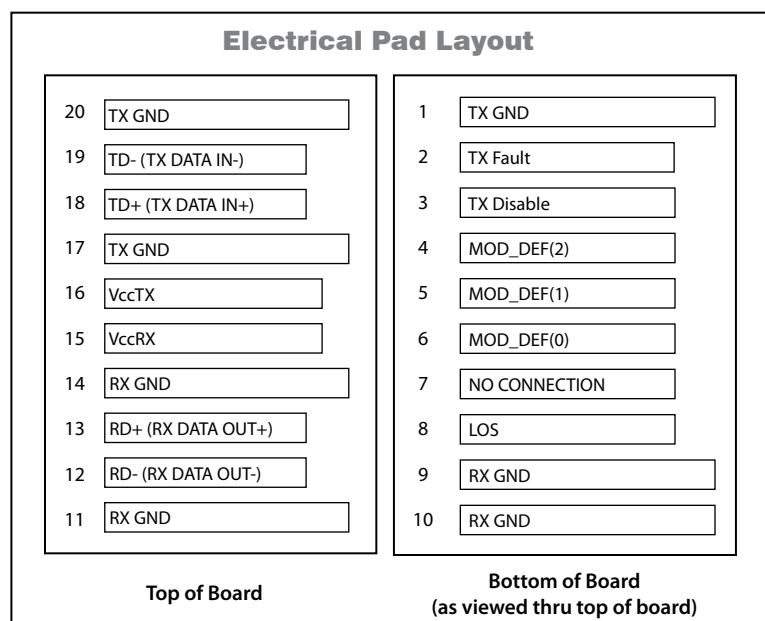 Electrical Pad Layout
20 TX GND
19 TD- (TX DATA IN-)
18 TD+ (TX DATA IN+)
17 TX GND
16 VccTX
15 VccRX
14 RX GND
13 RD+ (RX DATA OUT+)
12 RD- (RX DATA OUT-)
11 RX GND
Top of Board
1 TX GND
2 TX Fault
3 TX Disable
4 MOD_DEF(2)
5 MOD_DEF(1)
6 MOD_DEF(0)
7 NO CONNECTION
8 LOS
9 RX GND
10 RX GND
Bottom of Board
(as viewed thru top of board)